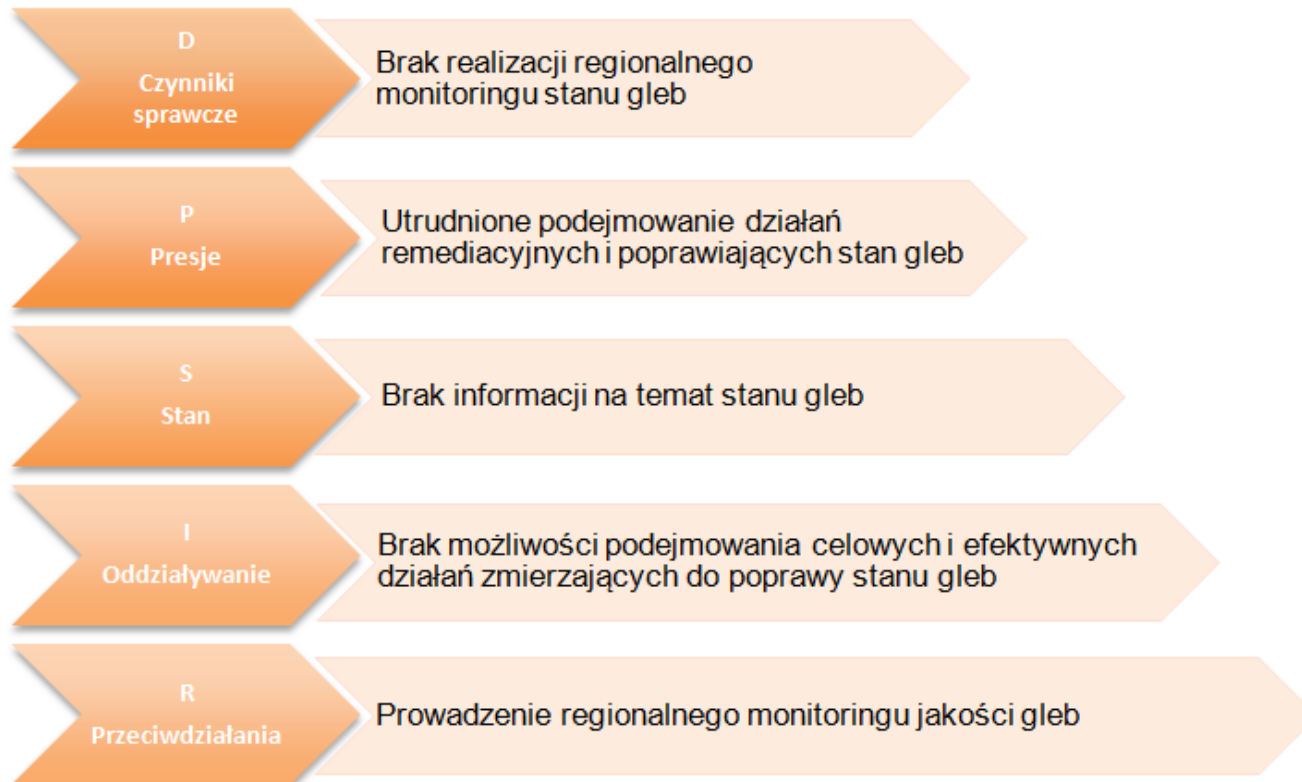 D
Czynniki
sprawcze
Brak realizacji regionalnego
monitoringu stanu gleb
P
Presje
Utrudnione podejmowanie działań
remediacyjnych i poprawiających stan gleb
S
Stan
Brak informacji na temat stanu gleb
I
Oddziaływanie
Brak możliwości podejmowania celowych i efektywnych
działań zmierzających do poprawy stanu gleb
R
Przeciwdziałania
Prowadzenie regionalnego monitoringu jakości gleb